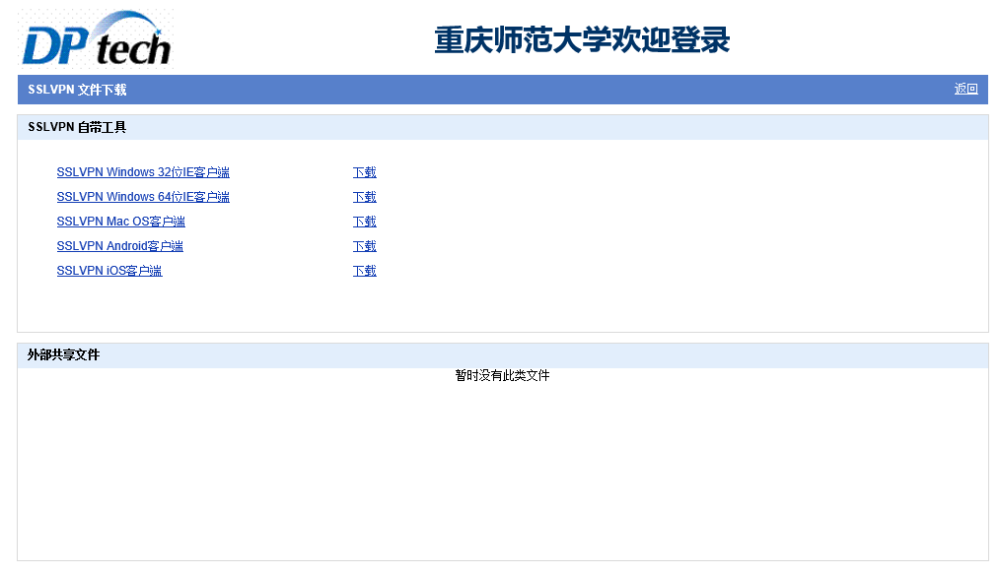 DPtech
重庆师范大学欢迎登录
SSLVPN 文件下载 返回
SSLVPN 自带工具
SSLVPN Windows 32位IE客户端 下载
SSLVPN Windows 64位IE客户端 下载
SSLVPN Mac OS客户端 下载
SSLVPN Android客户端 下载
SSLVPN iOS客户端 下载
外部共享文件
暂时没有此类文件